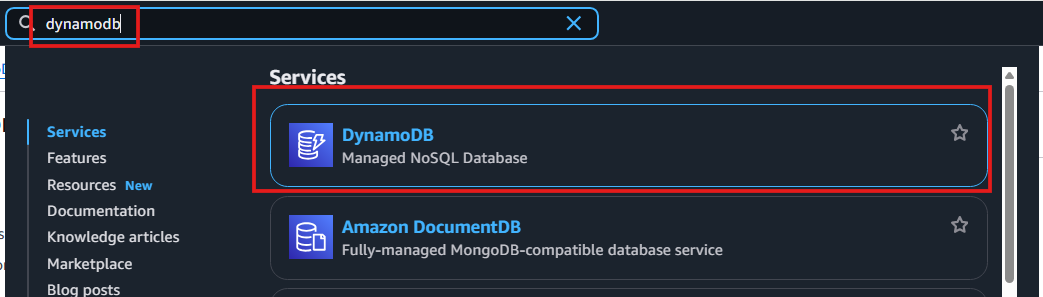 dynamodb
Services
Services
Features
Resources New
Documentation
Knowledge articles
Marketplace
Blog posts
DynamoDB
Managed NoSQL Database
Amazon DocumentDB
Fully-managed MongoDB-compatible database service